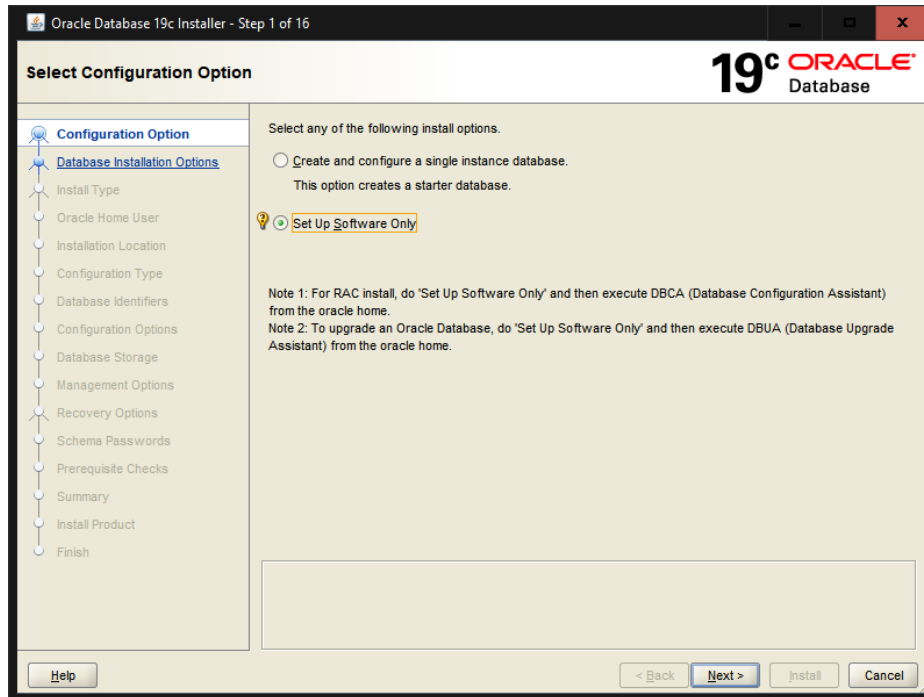 Oracle Database 19c Installer - Step 1 of 16
Select Configuration Option
19c ORACLE
Database
Configuration Option
Database Installation Options
Install Type
Oracle Home User
Installation Location
Configuration Type
Database Identifiers
Configuration Options
Database Storage
Management Options
Recovery Options
Schema Passwords
Prerequisite Checks
Summary
Install Product
Finish
Select any of the following install options.
Create and configure a single instance database.
This option creates a starter database.
Set Up Software Only
Note 1: For RAC install, do 'Set Up Software Only' and then execute DBCA (Database Configuration Assistant)
from the oracle home.
Note 2: To upgrade an Oracle Database, do 'Set Up Software Only' and then execute DBUA (Database Upgrade
Assistant) from the oracle home.
Help
< Back
Next >
Install
Cancel